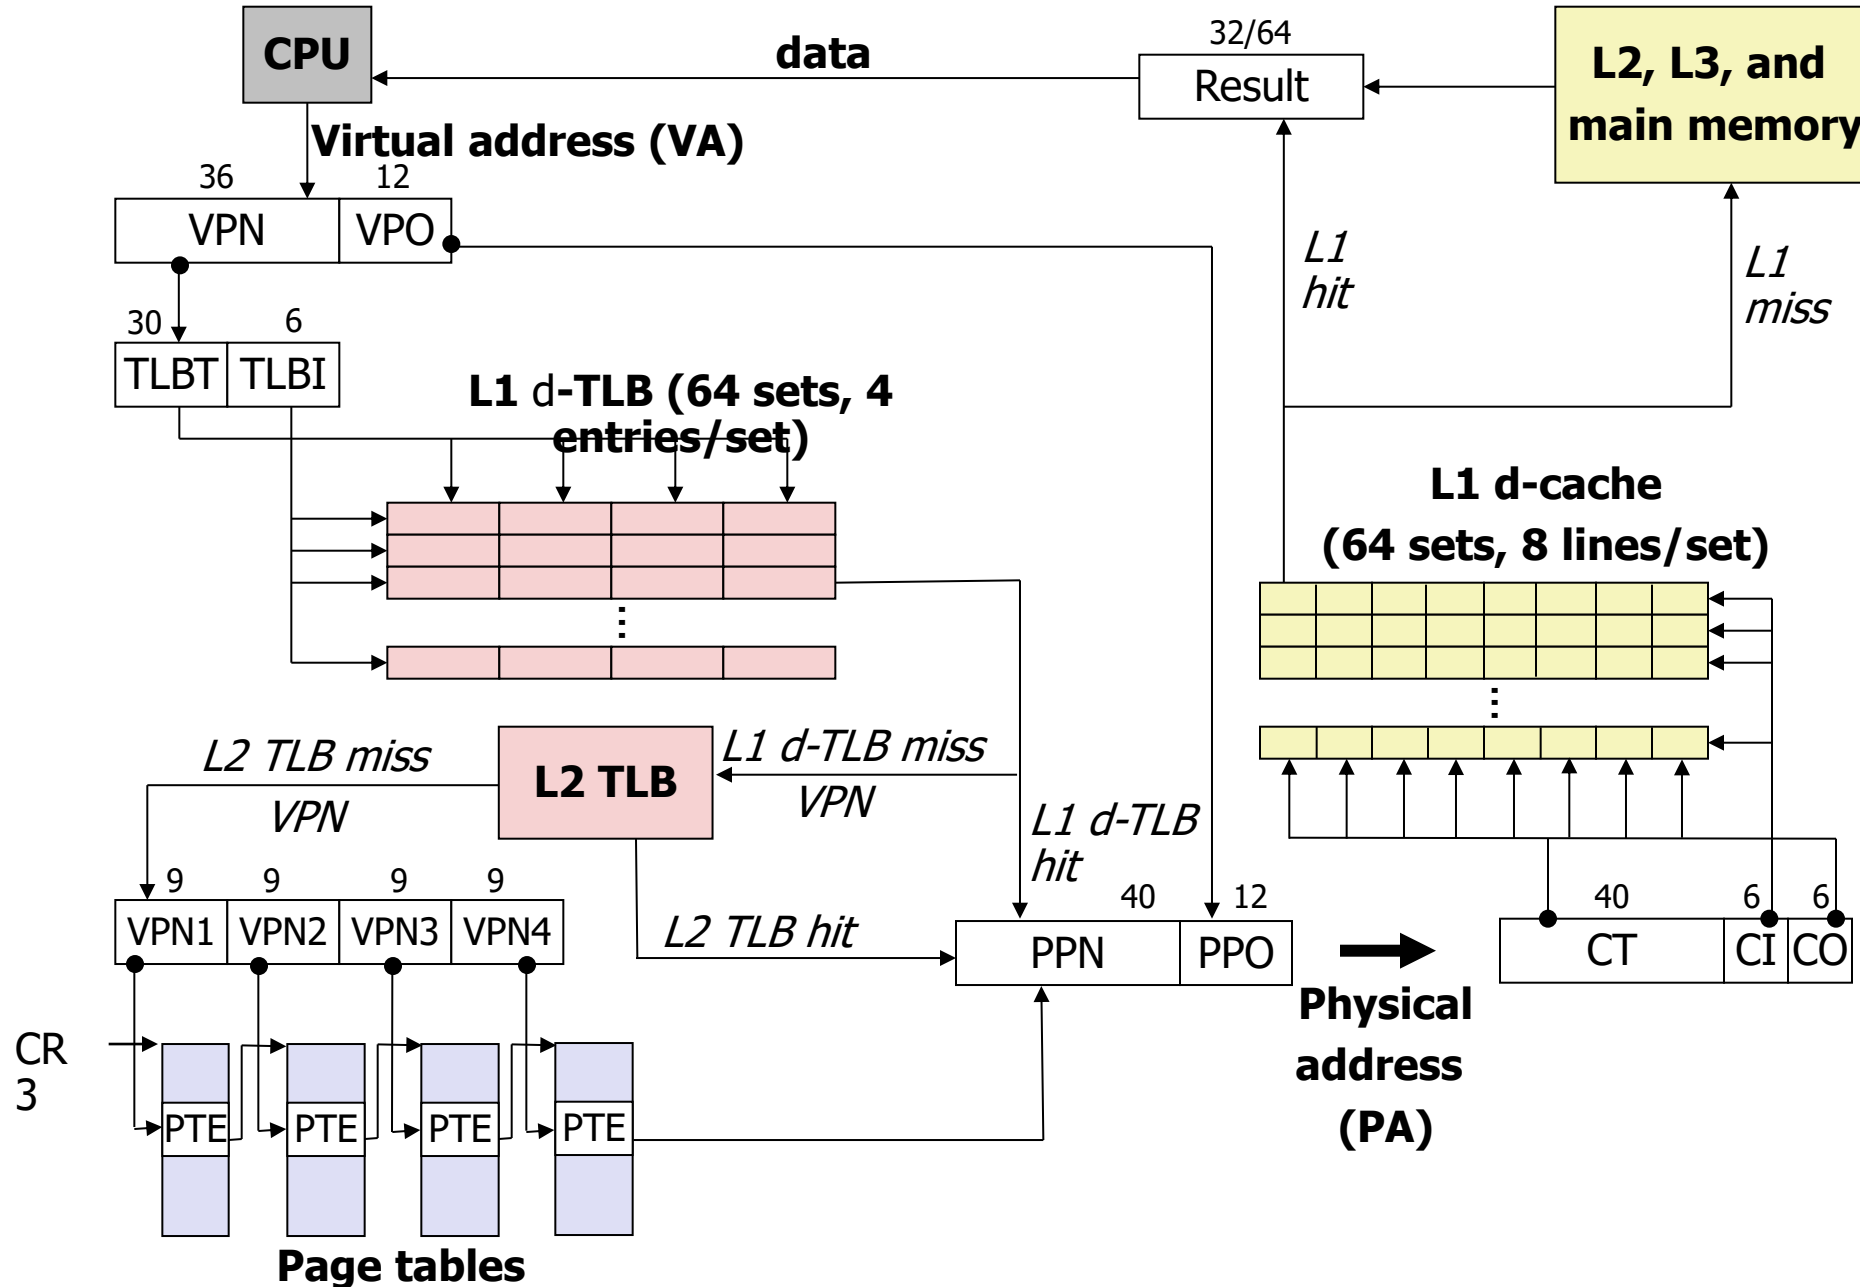 CPU
data
32/64
Result
L2, L3, and
main memory
Virtual address (VA)
36
12
VPN
VPO
L1
hit
L1
miss
30
6
TLBT
TLBI
L1 d-TLB (64 sets, 4
entries/set)
...
L1 d-cache
(64 sets, 8 lines/set)
...
L2 TLB miss
VPN
L2 TLB
L1 d-TLB miss
VPN
L1 d-TLB
hit
L2 TLB hit
9
9
9
9
VPN1
VPN2
VPN3
VPN4
40
12
PPN
PPO
40
6
6
CT
CI
CO
Physical
address
(PA)
CR
3
PTE
PTE
PTE
PTE
Page tables